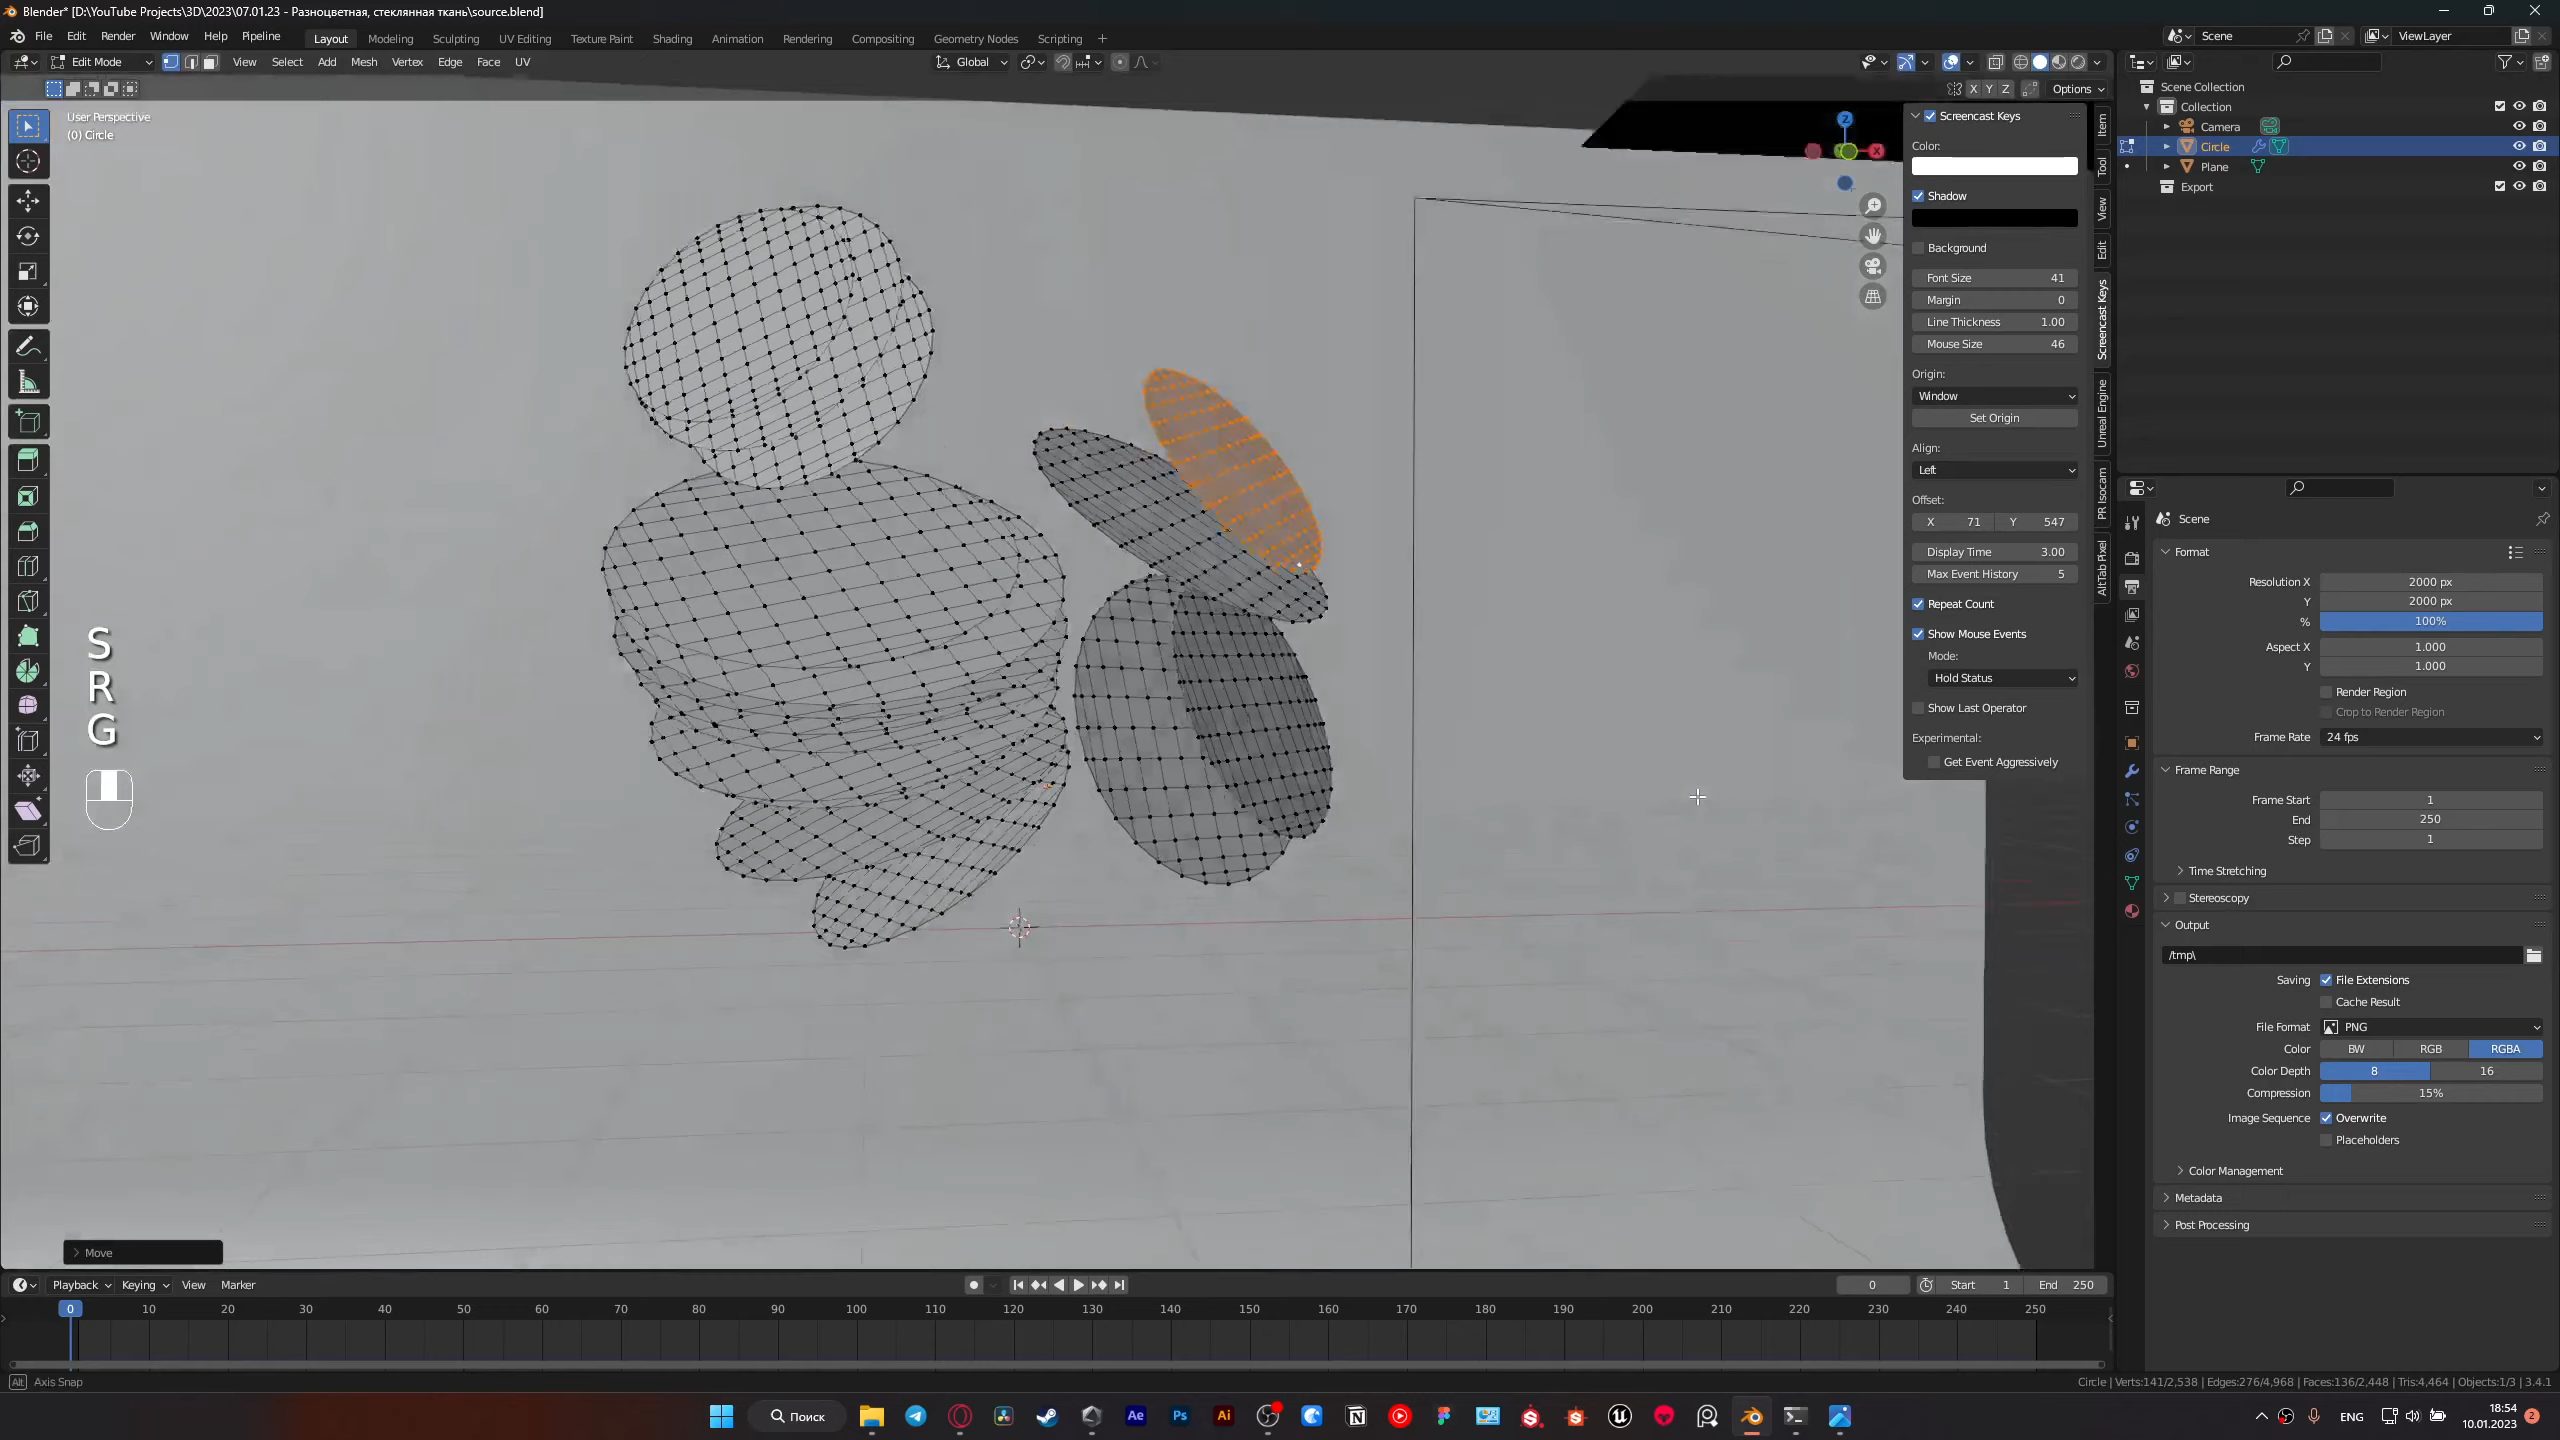 Blender* [D:\YouTube Projects\3D\2023\07.01.23 - Разноцветная, стеклянная ткань\source.blend]
File Edit Render Window Help Pipeline Layout Modeling Sculpting UV Editing Texture Paint Shading Animation Rendering Compositing Geometry Nodes Scripting + Scene ViewLayer
Edit Mode View Select Add Mesh Vertex Edge Face UV Global
X Y Z Options
User Perspective
(0) Circle
Z
X
Screencast Keys
Color:
Shadow
Background
Font Size 41
Margin 0
Line Thickness 1.00
Mouse Size 46
Origin:
Window
Set Origin
Align:
Left
Offset:
X 71 Y 547
Display Time 3.00
Max Event History 5
Repeat Count
Show Mouse Events
Mode:
Hold Status
Show Last Operator
Experimental:
Get Event Aggressively
Item
Tool
View
Edit
Screencast Keys
Unreal Engine
PR Isocam
AltTab Pixel
Scene Collection
Collection
Camera
Circle
Plane
Export
Scene
Format
Resolution X 2000 px
Y 2000 px
% 100%
Aspect X 1.000
Y 1.000
Render Region
Crop to Render Region
Frame Rate 24 fps
Frame Range
Frame Start 1
End 250
Step 1
Time Stretching
Stereoscopy
Output
/tmp\
Saving File Extensions
Cache Result
File Format PNG
Color BW RGB RGBA
Color Depth 8 16
Compression 15%
Image Sequence Overwrite
Placeholders
Color Management
Metadata
Post Processing
S
R
G
Move
Playback Keying View Marker 0 Start 1 End 250
0 10 20 30 40 50 60 70 80 90 100 110 120 130 140 150 160 170 180 190 200 210 220 230 240 250
Alt Axis Snap
Circle | Verts:141/2,538 | Edges:276/4,968 | Faces:136/2,448 | Tris:4,464 | Objects:1/3 | 3.4.1
Поиск Ae Ps Ai ENG 18:54
10.01.2023 2